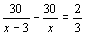 30/(x − 3) − 30/x = 2/3